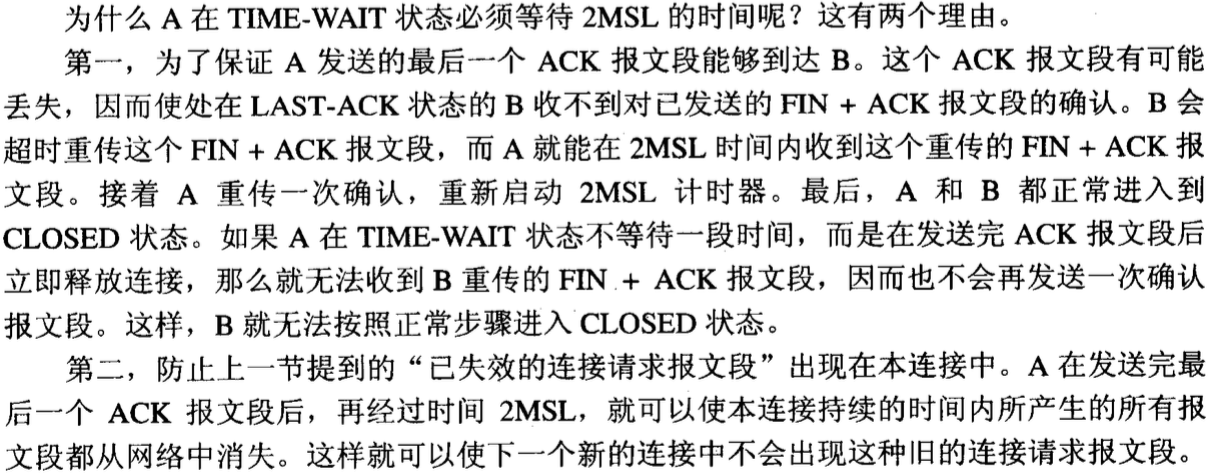 为什么 A 在 TIME-WAIT 状态必须等待 2MSL 的时间呢？这有两个理由。
第一，为了保证 A 发送的最后一个 ACK 报文段能够到达 B。这个 ACK 报文段有可能
丢失，因而使处在 LAST-ACK 状态的 B 收不到对已发送的 FIN + ACK 报文段的确认。B 会
超时重传这个 FIN + ACK 报文段，而 A 就能在 2MSL 时间内收到这个重传的 FIN + ACK 报
文段。接着 A 重传一次确认，重新启动 2MSL 计时器。最后，A 和 B 都正常进入到
CLOSED 状态。如果 A 在 TIME-WAIT 状态不等待一段时间，而是在发送完 ACK 报文段后
立即释放连接，那么就无法收到 B 重传的 FIN + ACK 报文段，因而也不会再发送一次确认
报文段。这样，B 就无法按照正常步骤进入 CLOSED 状态。
第二，防止上一节提到的“已失效的连接请求报文段”出现在本连接中。A 在发送完最
后一个 ACK 报文段后，再经过时间 2MSL，就可以使本连接持续的时间内所产生的所有报
文段都从网络中消失。这样就可以使下一个新的连接中不会出现这种旧的连接请求报文段。